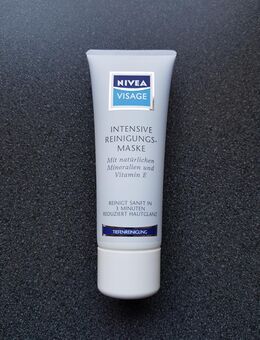 NIVEA
VISAGE
INTENSIVE
REINIGUNGS-
MASKE
Mit natürlichen
Mineralien und
Vitamin E
REINIGT SANFT IN
3 MINUTEN
REDUZIERT HAUTGLANZ
TIEFENREINIGUNG